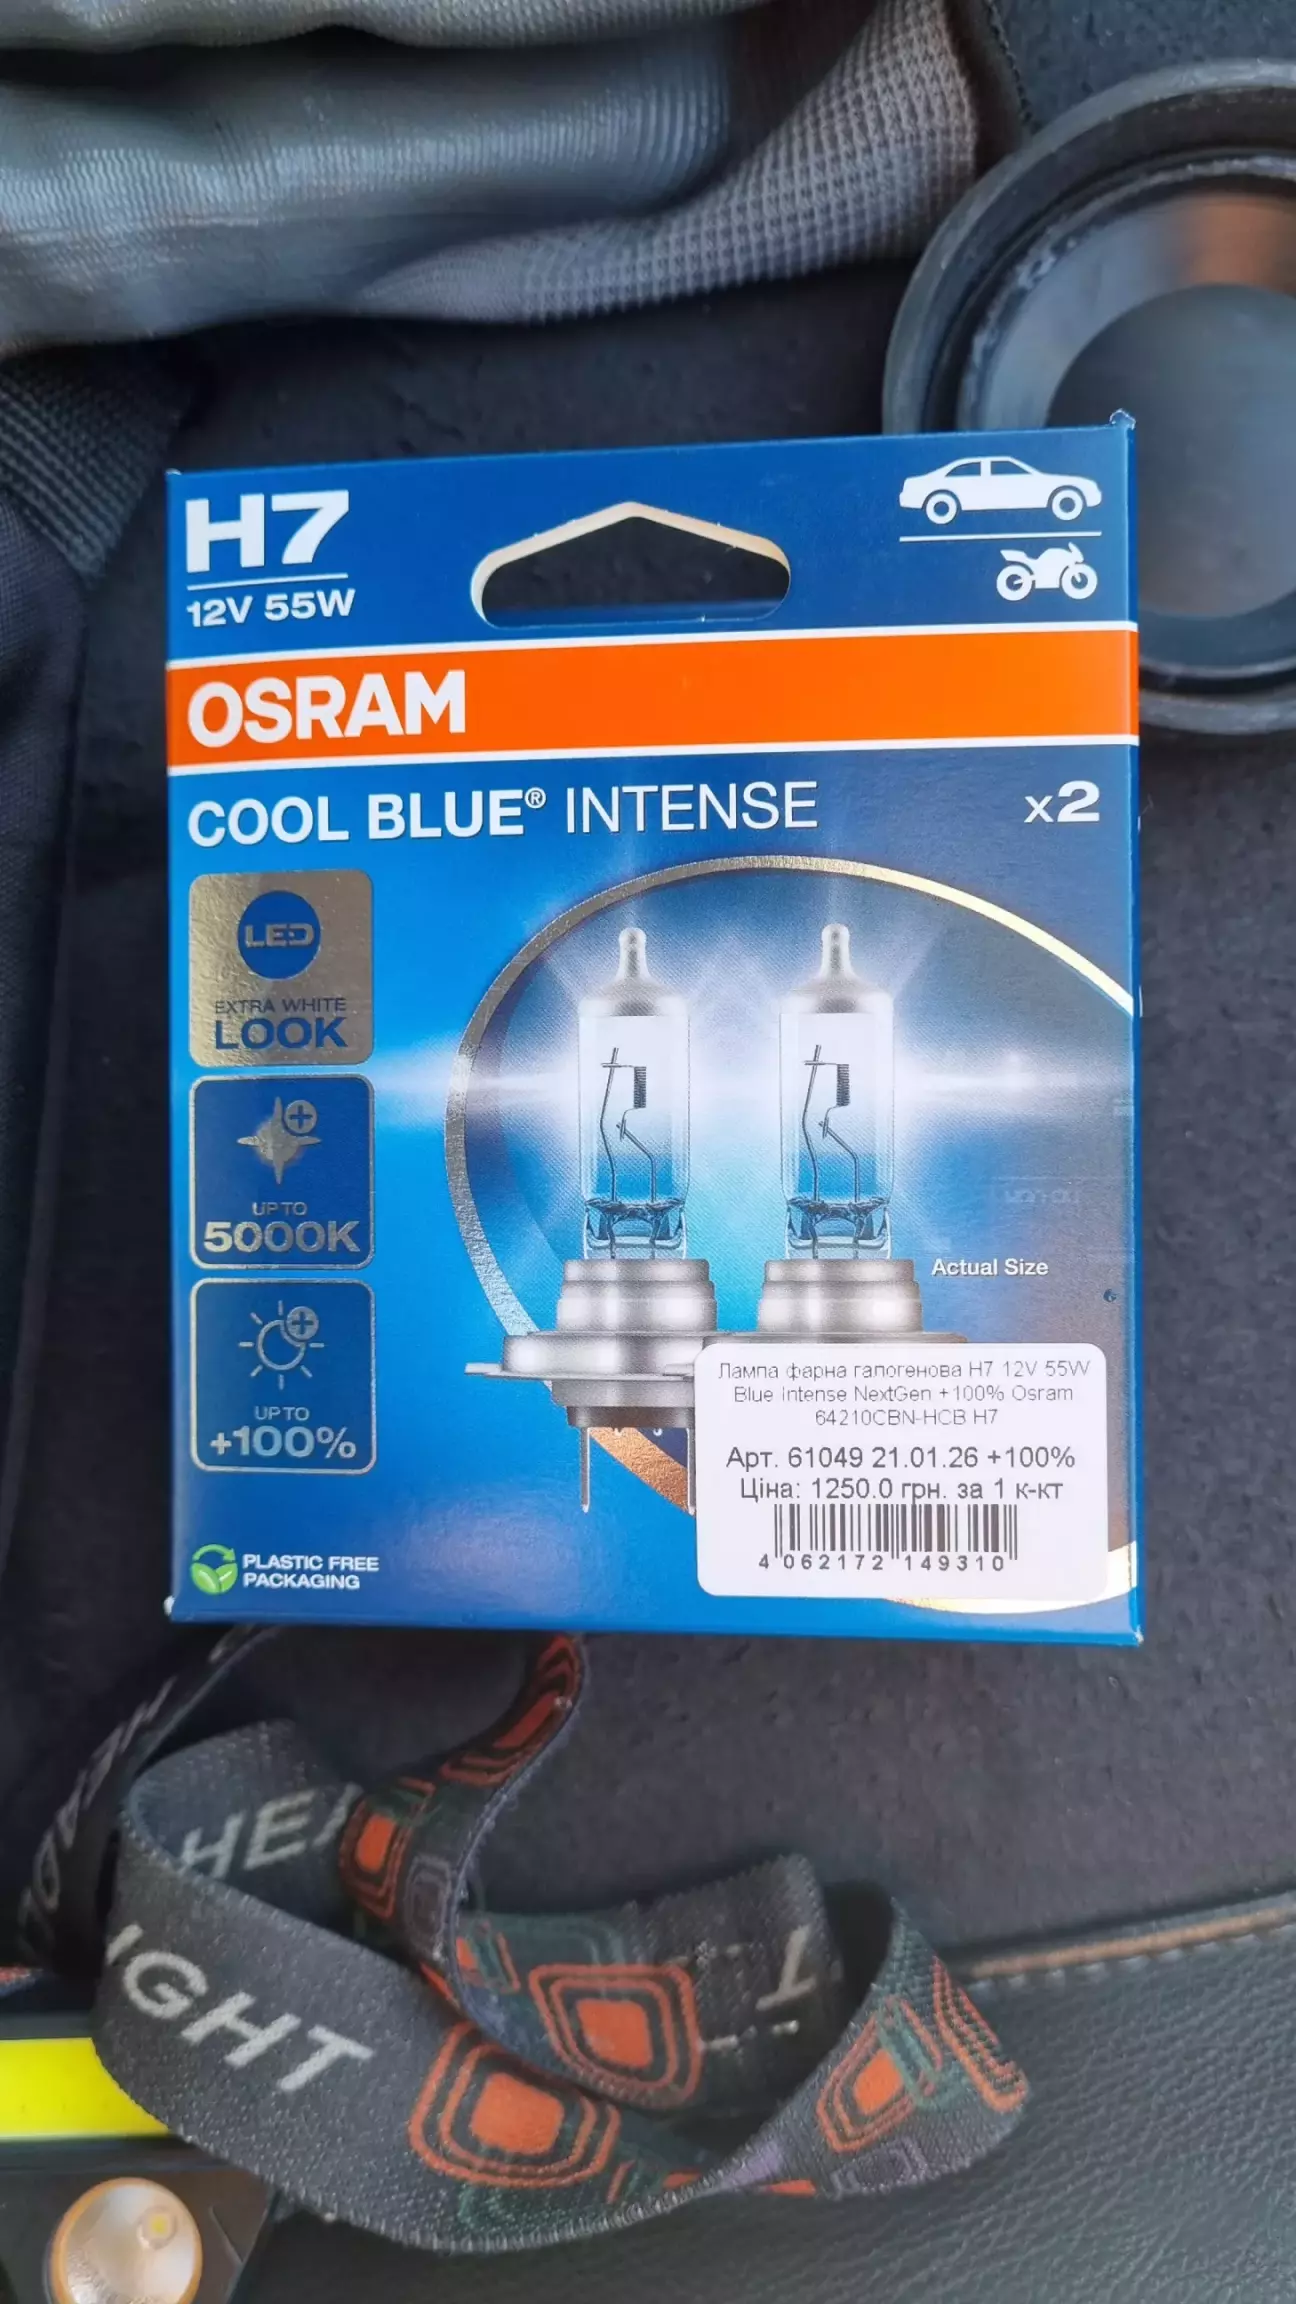 H7
12V 55W
OSRAM
COOL BLUE® INTENSE
x2
LED
EXTRA WHITE
LOOK
UP TO
5000K
UP TO
+100%
Actual Size
Лампа фарна галогенова H7 12V 55W
Blue Intense NextGen +100% Osram
64210CBN-HCB H7
Арт. 61049 21.01.26 +100%
Ціна: 1250.0 грн. за 1 к-кт
4 062172 149310
PLASTIC FREE
PACKAGING
HEA
IGHT